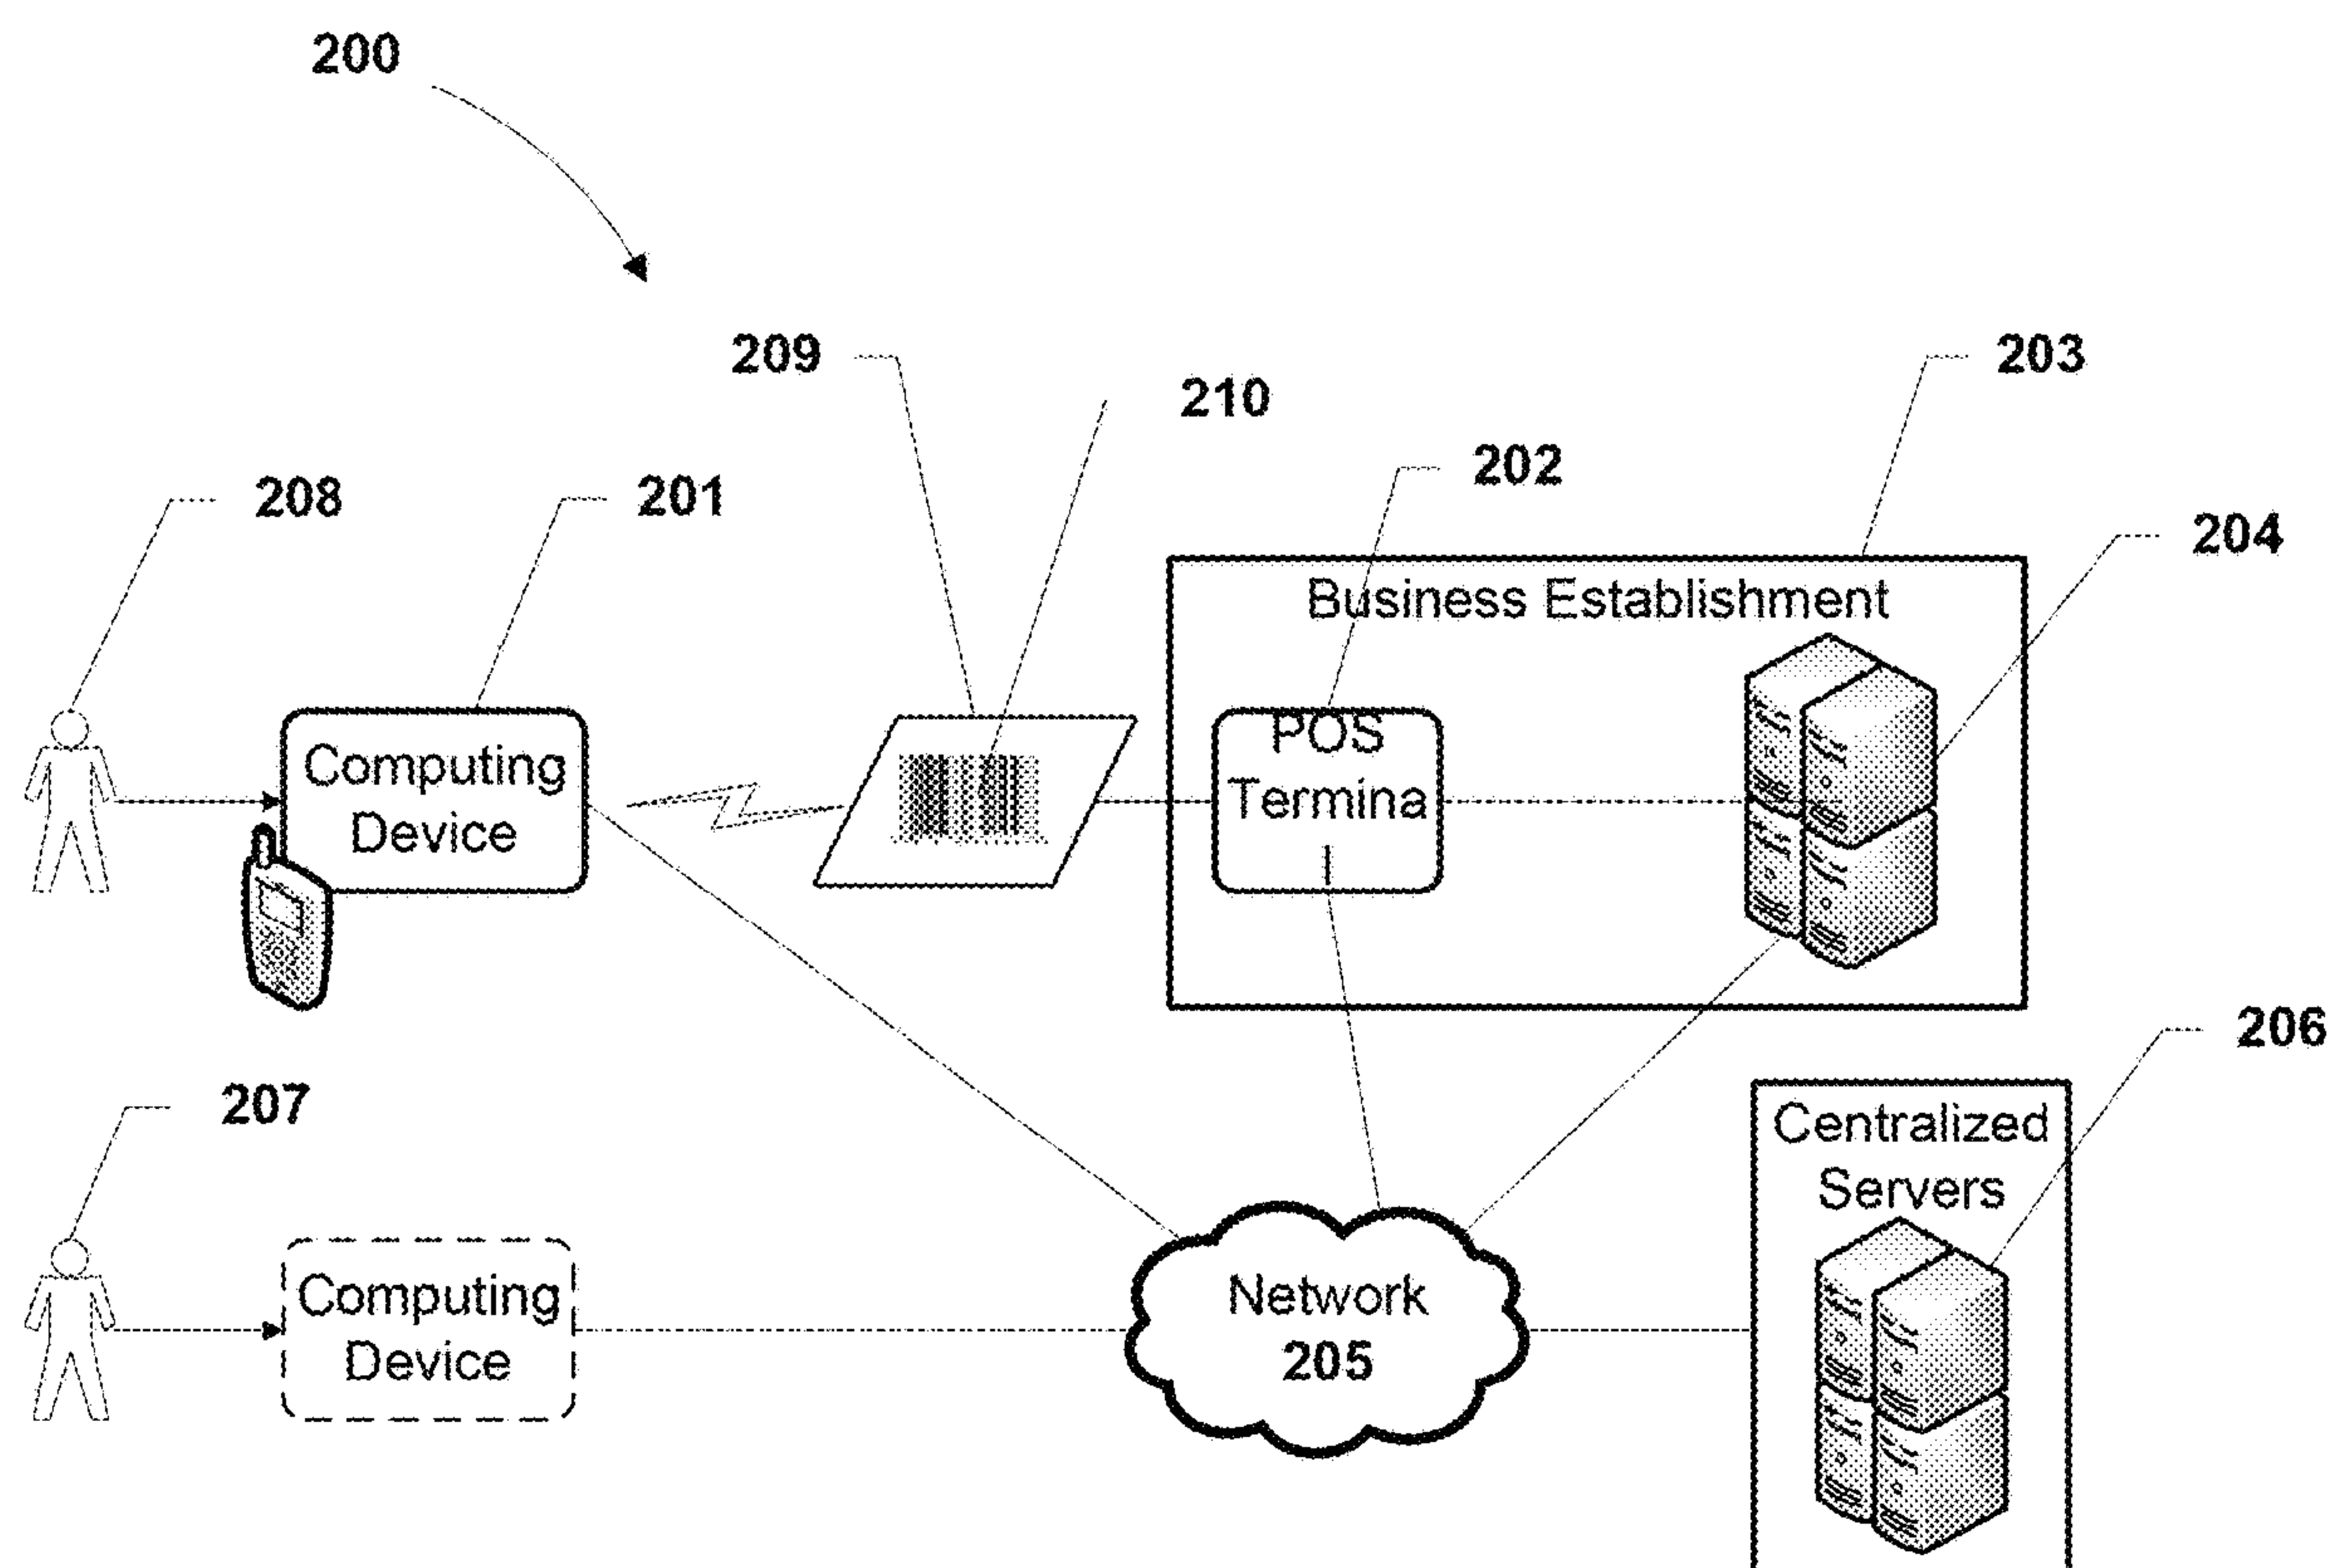 200
209
203
210
202
208
201
204
Business Establishment
POS
Termina
l
Computing
Device
206
207
Centralized
Servers
Computing
Device
Network
205